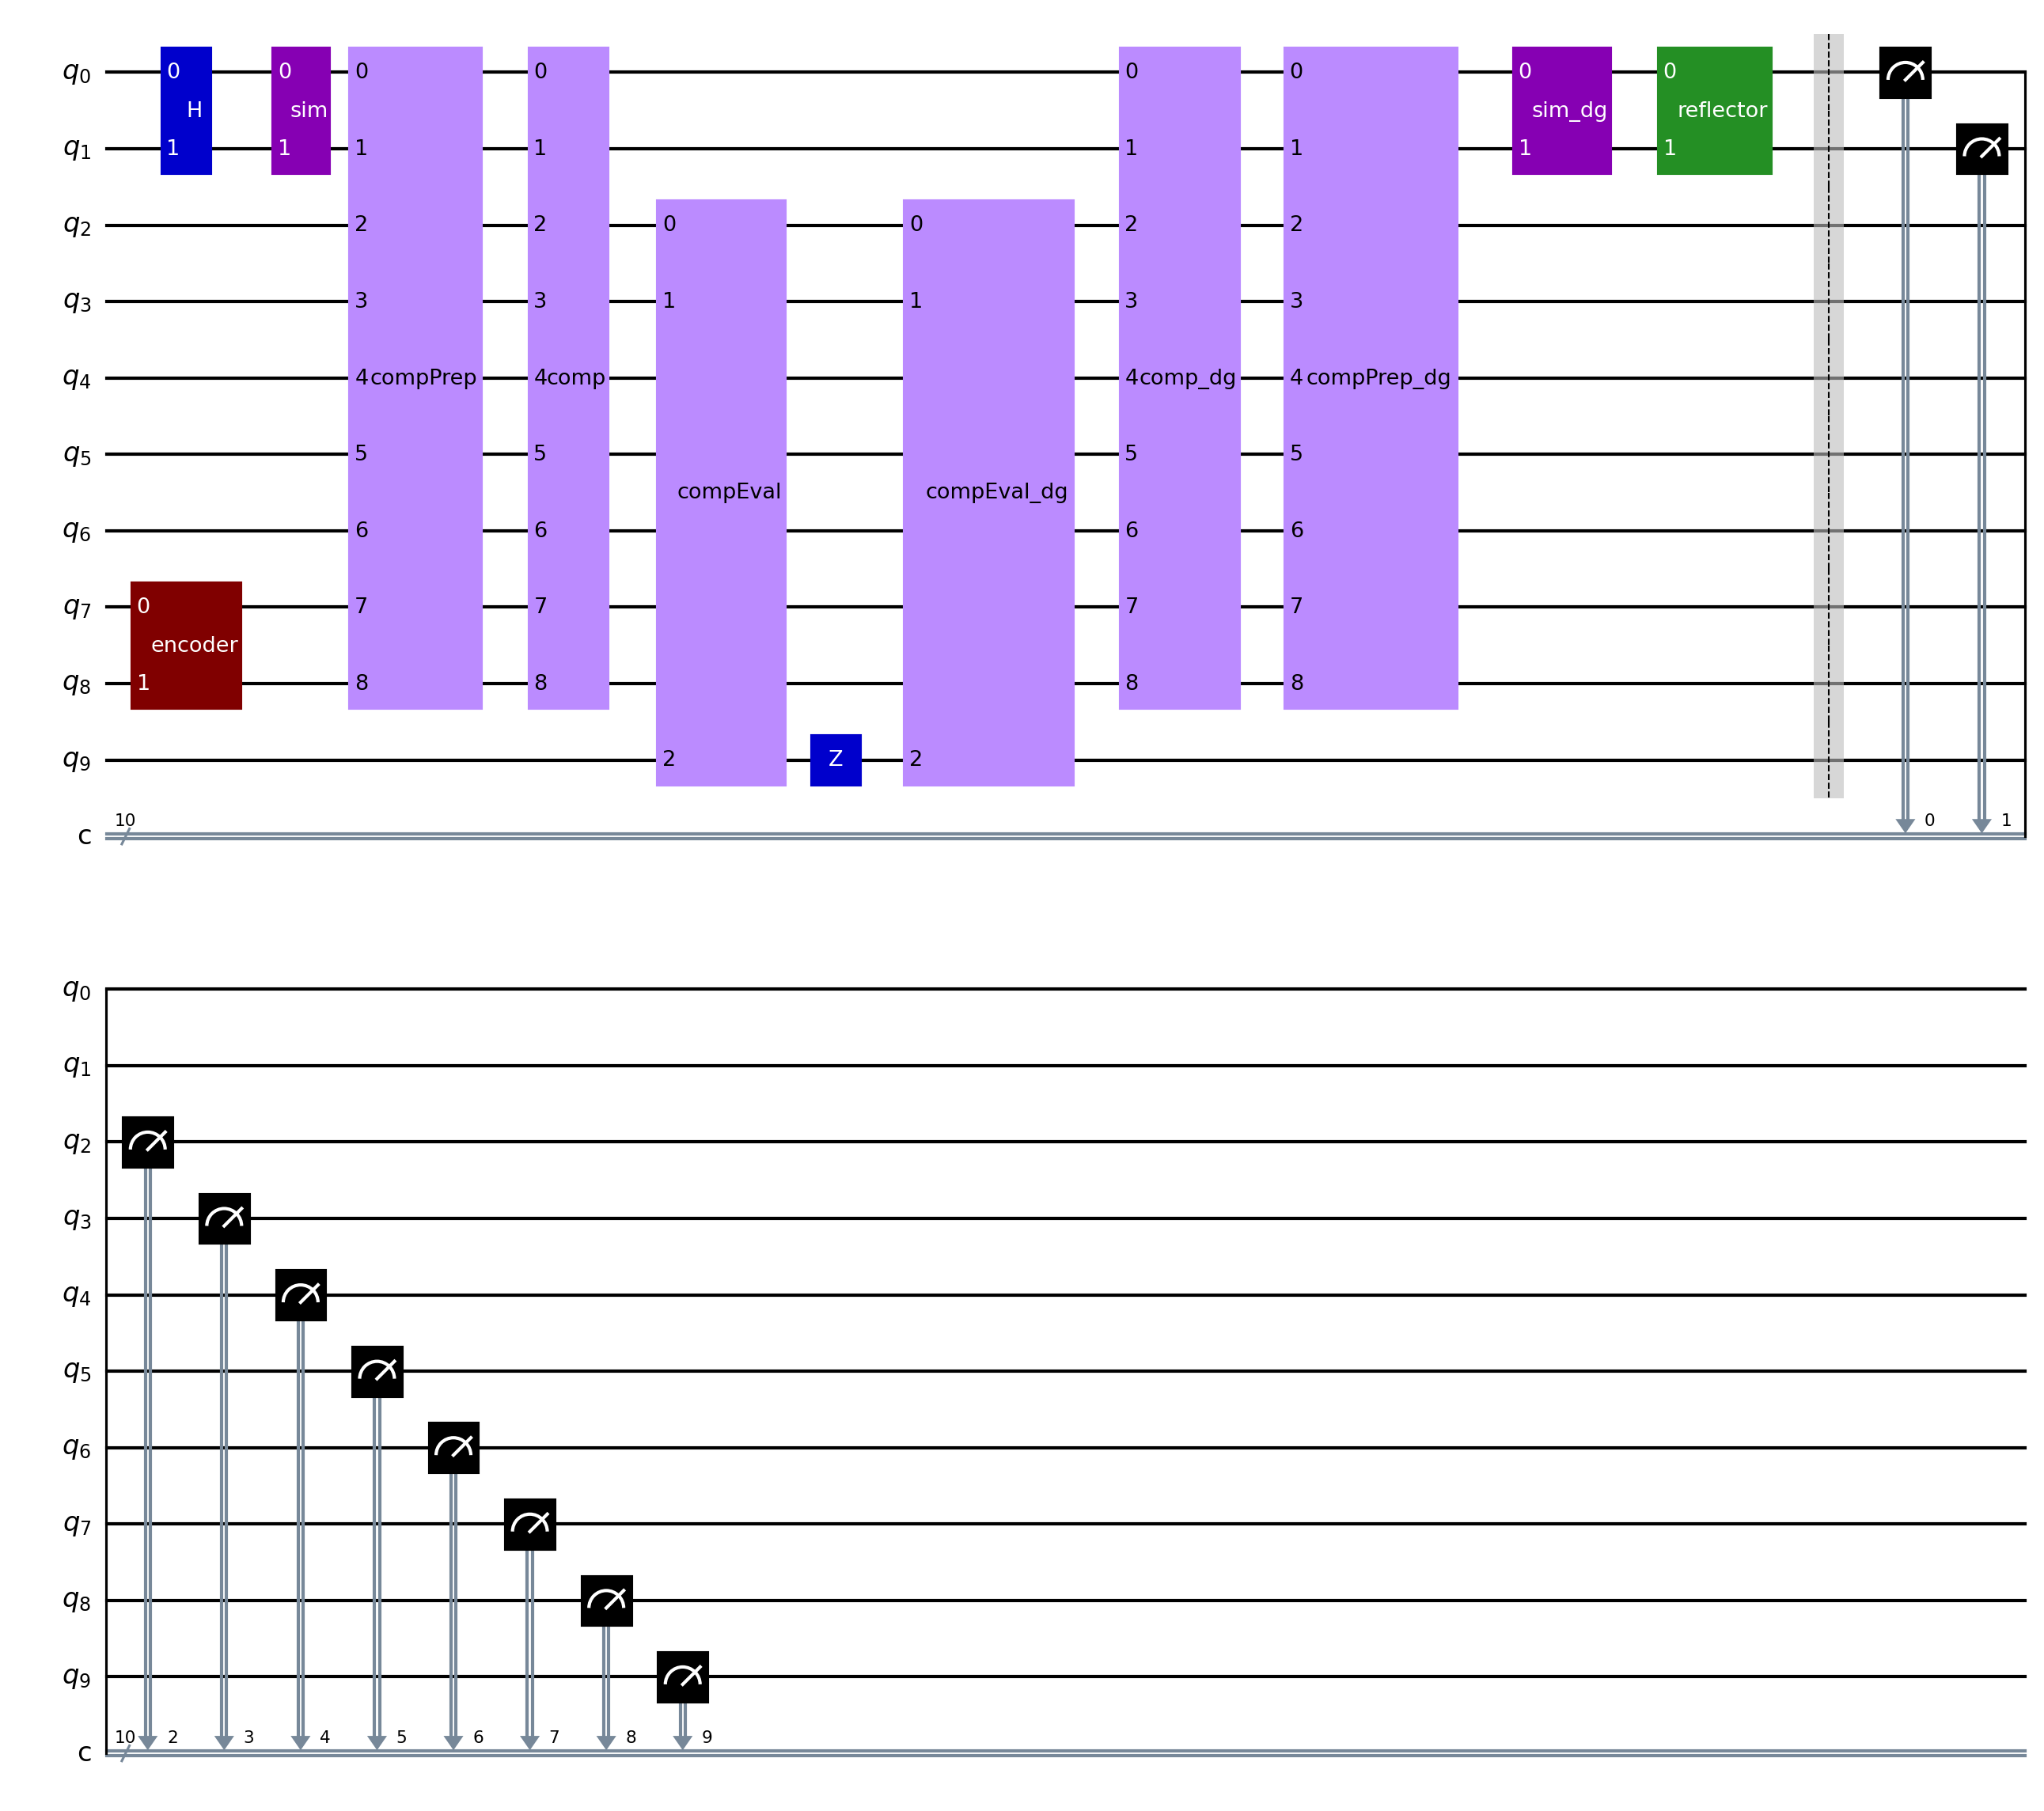 q0 0 H 0 sim 0 0 0 0 0 sim_dg 0 reflector
q1 1 1 1 1 1 1 1 1
q2 2 2 0 0 2 2
q3 3 3 1 1 3 3
q4 4 compPrep 4 comp 4 comp_dg 4 compPrep_dg
q5 5 5 compEval compEval_dg 5 5
q6 6 6 6 6
q7 0 encoder 7 7 7 7
q8 1 8 8 8 8
q9 2 Z 2
c 10 0 1
q0
q1
q2
q3
q4
q5
q6
q7
q8
q9
c 10 2 3 4 5 6 7 8 9